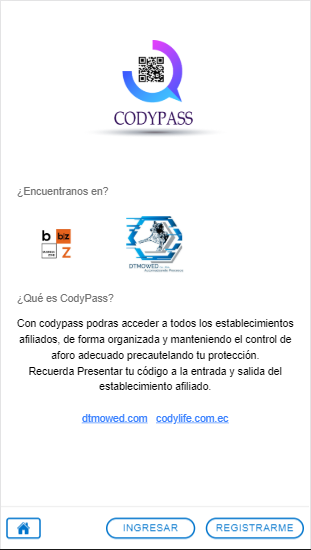 CODYPASS
¿Encuentranos en?
b biz
Z
DTMOWED
¿Qué es CodyPass?
Con codypass podras acceder a todos los establecimientos
afiliados, de forma organizada y manteniendo el control de
aforo adecuado precautelando tu protección.
Recuerda Presentar tu código a la entrada y salida del
establecimiento afiliado.
dtmowed.com codylife.com.ec
INGRESAR REGISTRARME